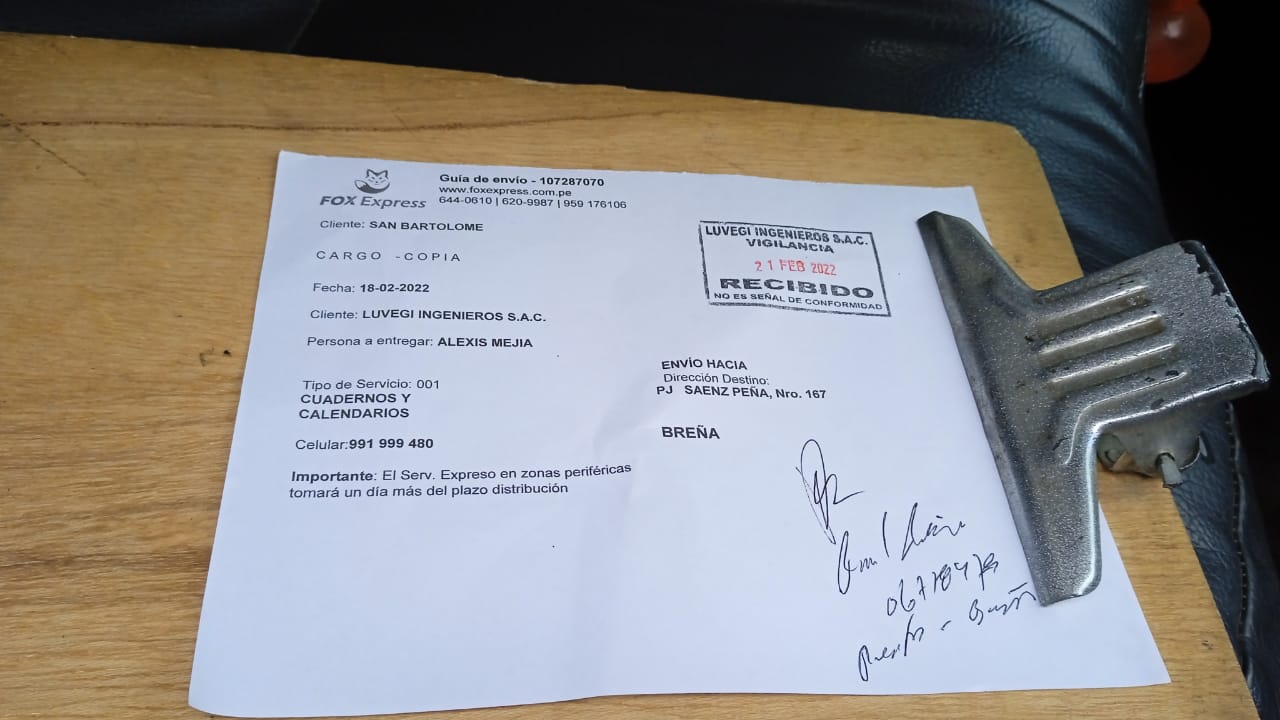 FOX Express
Guía de envío - 107287070
www.foxexpress.com.pe
644-0610 | 620-9987 | 959 176106
Cliente: SAN BARTOLOME
CARGO -COPIA
Fecha: 18-02-2022
Cliente: LUVEGI INGENIEROS S.A.C.
Persona a entregar: ALEXIS MEJIA
Tipo de Servicio: 001
CUADERNOS Y
CALENDARIOS
Celular:991 999 480
Importante: El Serv. Expreso en zonas periféricas
tomará un día más del plazo distribución
LUVEGI INGENIEROS S.A.C.
VIGILANCIA
21 FEB 2022
RECIBIDO
NO ES SEÑAL DE CONFORMIDAD
ENVÍO HACIA
Dirección Destino:
PJ SAENZ PEÑA, Nro. 167
BREÑA